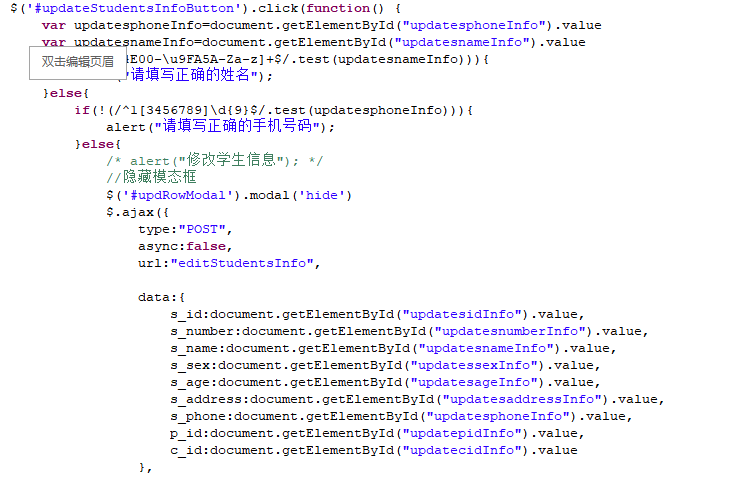 $('#updateStudentsInfoButton').click(function() {
var updatesphoneInfo=document.getElementById("updatesphoneInfo").value
var updatesnameInfo=document.getElementById("updatesnameInfo").value
双击编辑页眉
E00-\u9FA5A-Za-z]+$/.test(updatesnameInfo))){
"请填写正确的姓名");
}else{
if(!(/^1[3456789]\d{9}$/.test(updatesphoneInfo))){
alert("请填写正确的手机号码");
}else{
/* alert("修改学生信息"); */
//隐藏模态框
$('#updRowModal').modal('hide')
$.ajax({
type:"POST",
async:false,
url:"editStudentsInfo",
data:{
s_id:document.getElementById("updatesidInfo").value,
s_number:document.getElementById("updatesnumberInfo").value,
s_name:document.getElementById("updatesnameInfo").value,
s_sex:document.getElementById("updatessexInfo").value,
s_age:document.getElementById("updatesageInfo").value,
s_address:document.getElementById("updatesaddressInfo").value,
s_phone:document.getElementById("updatesphoneInfo").value,
p_id:document.getElementById("updatepidInfo").value,
c_id:document.getElementById("updatecidInfo").value
},